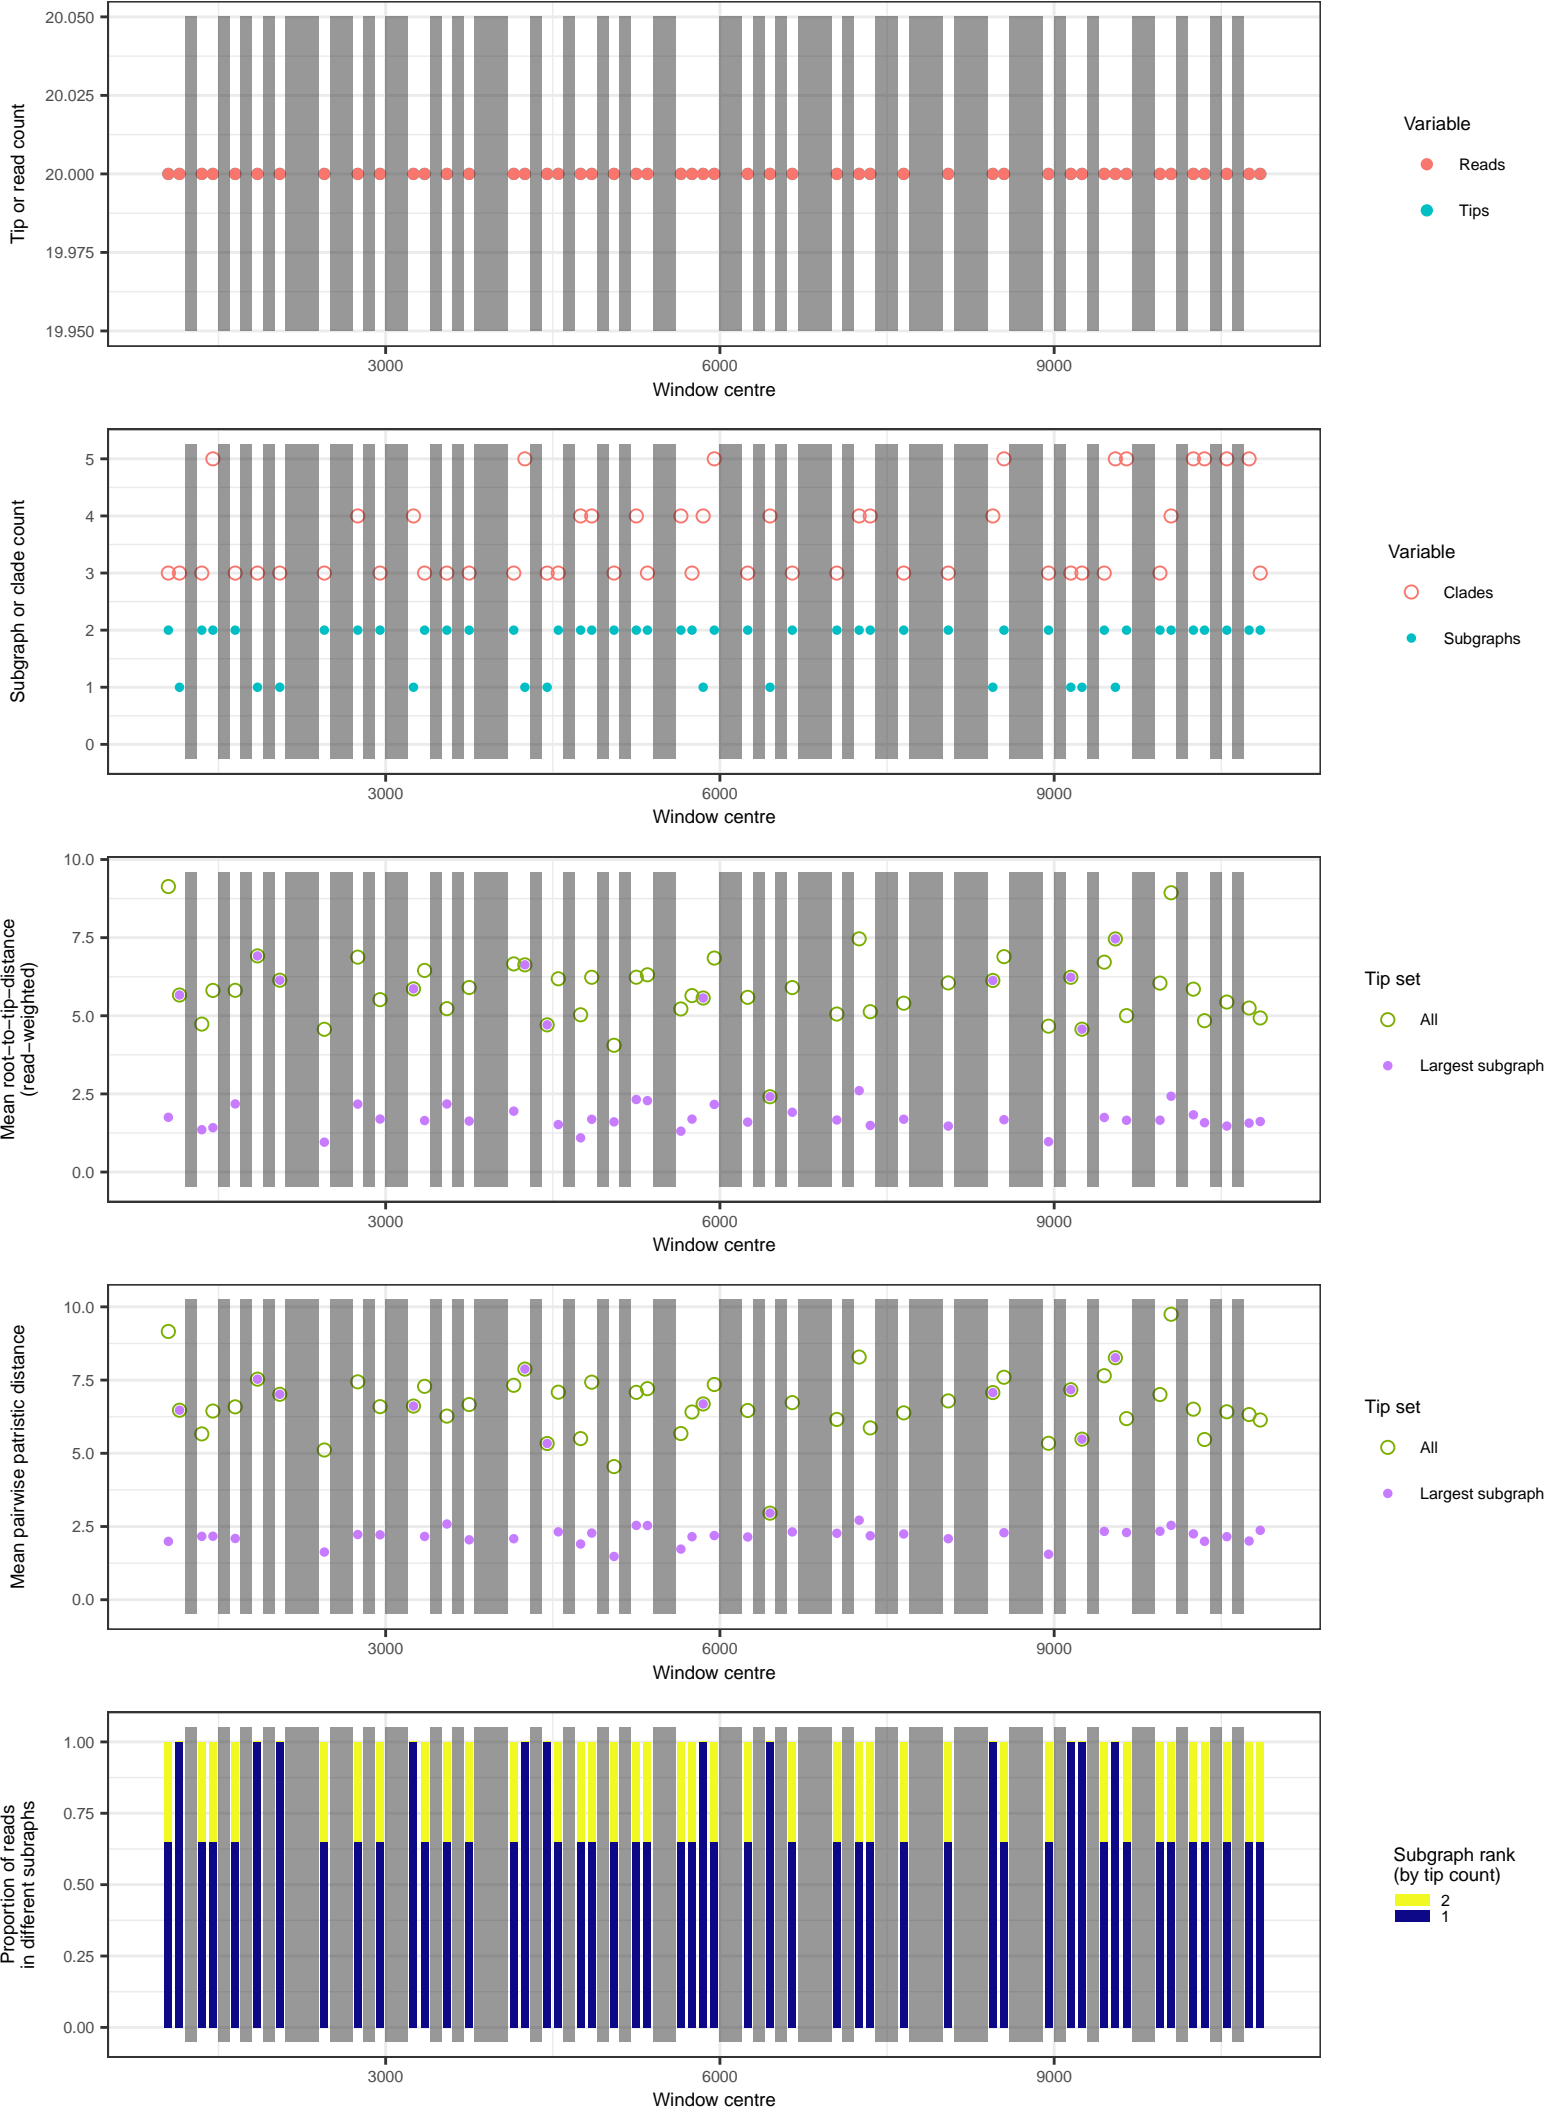 20.050
20.025
20.000
19.975
19.950
Tip or read count
3000
6000
9000
Window centre
Variable
Reads
Tips
5
4
3
2
1
0
Subgraph or clade count
3000
6000
9000
Window centre
Variable
Clades
Subgraphs
10.0
7.5
5.0
2.5
0.0
Mean root−to−tip−distance
(read−weighted)
3000
6000
9000
Window centre
Tip set
All
Largest subgraph
10.0
7.5
5.0
2.5
0.0
Mean pairwise patristic distance
3000
6000
9000
Window centre
Tip set
All
Largest subgraph
1.00
0.75
0.50
0.25
0.00
Proportion of reads
in different subraphs
3000
6000
9000
Window centre
Subgraph rank
(by tip count)
2
1